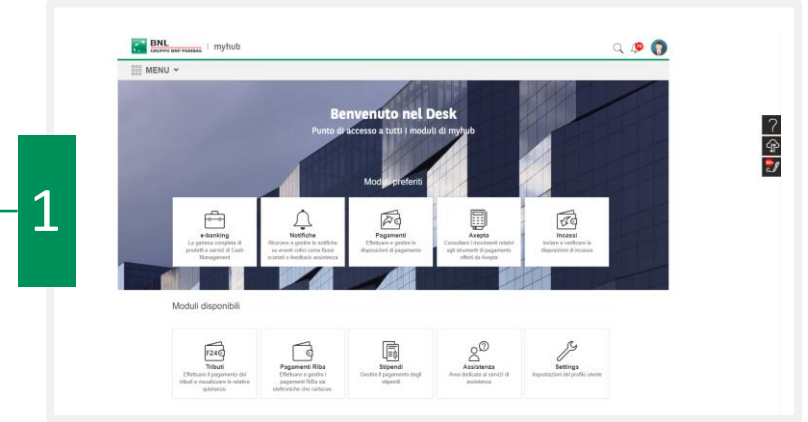 BNL
GRUPPO BNP PARIBAS
myhub
MENU
Benvenuto nel Desk
Punto di accesso a tutti i moduli di myhub
Moduli preferiti
1
e-banking
La gamma completa di
prodotti e servizi di Cash
Management
Notifiche
Ricevere e gestire le notifiche
su eventi critici come flussi
scartati o feedback assistenza
Pagamenti
Effettuare e gestire le
disposizioni di pagamento
Axepta
Consultare i movimenti relativi
agli strumenti di pagamento
offerti da Axepta
Incassi
Inviare e verificare le
disposizioni di incasso
Moduli disponibili
F24
Tributi
Effettuare il pagamento dei
tributi e visualizzare le relative
quietanze
Pagamenti Riba
Effettuare e gestire i
pagamenti RiBa sia
elettroniche che cartacee
Stipendi
Gestire il pagamento degli
stipendi
Assistenza
Area dedicata ai servizi di
assistenza
Settings
Impostazioni del profilo utente
?